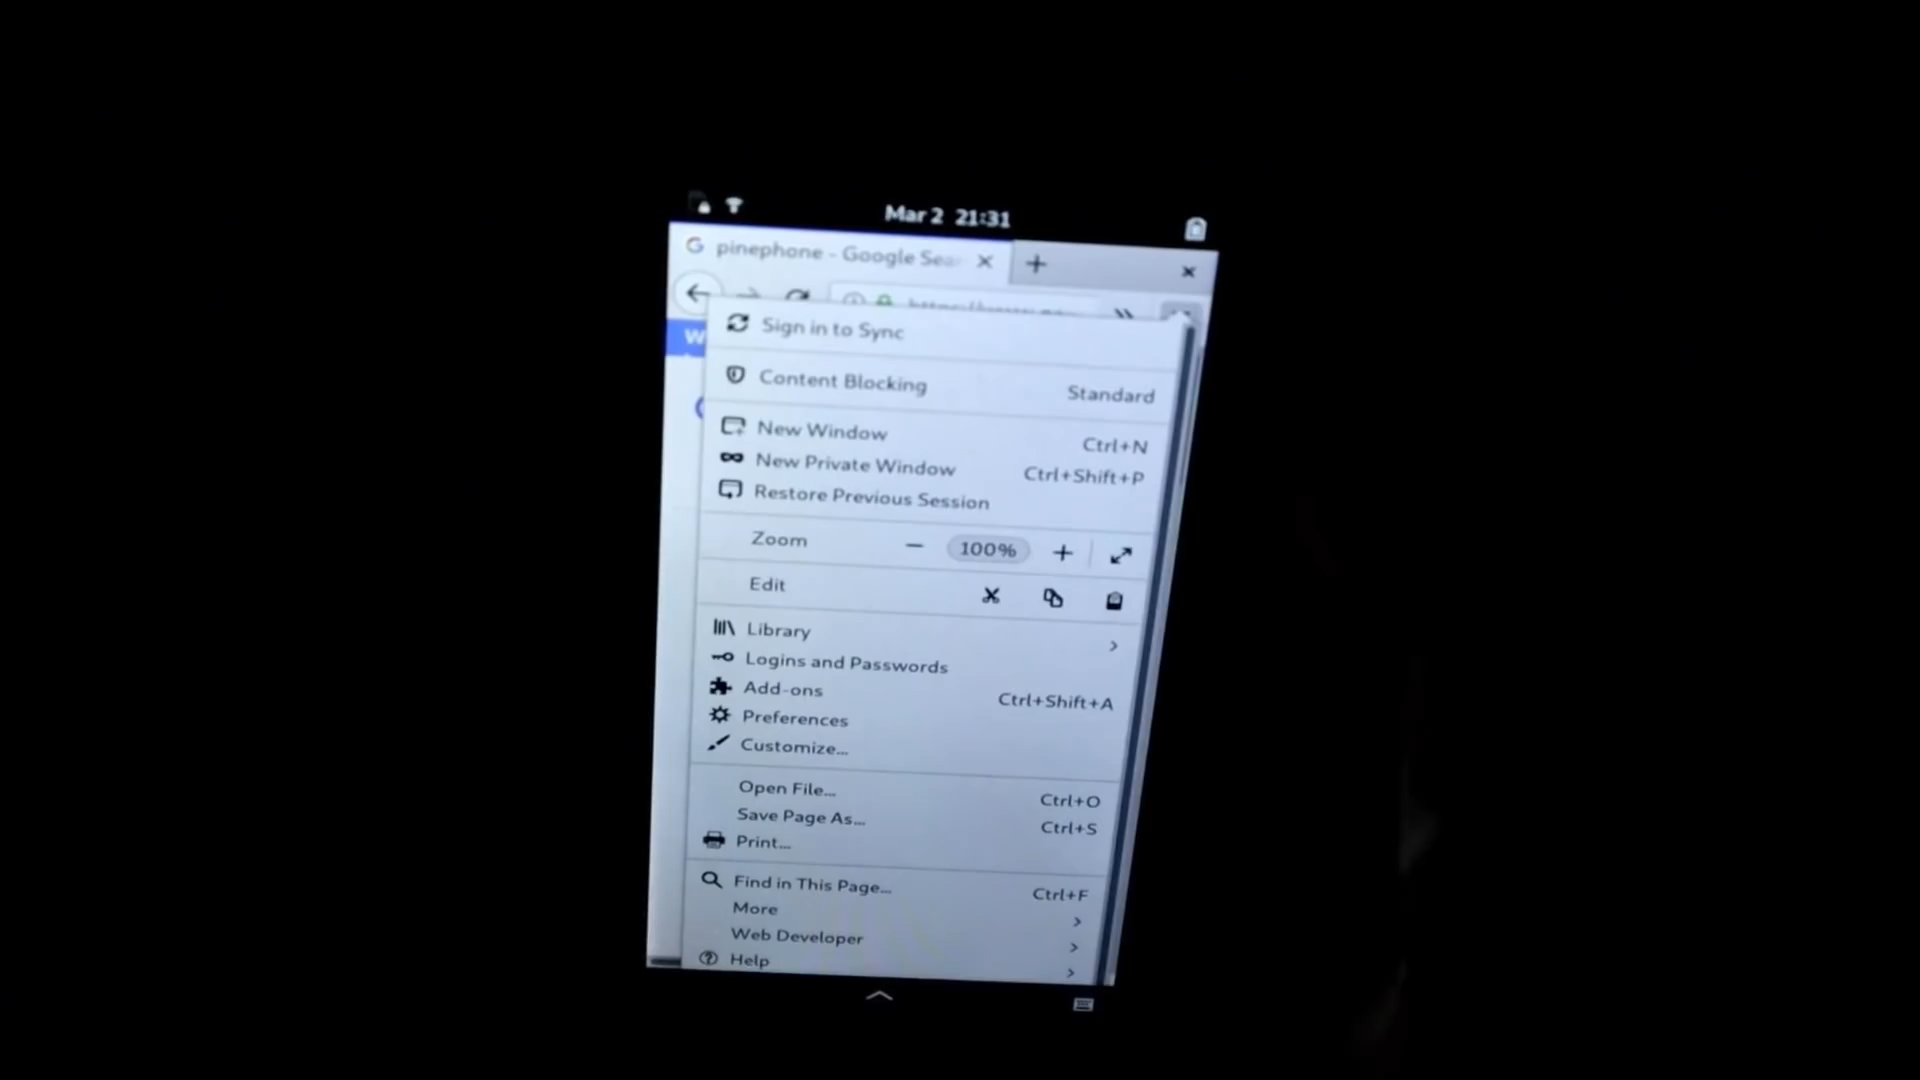 Mar 2 21:31
pinephone - Google Sea
https://www.
W
Sign in to Sync
Content Blocking Standard
New Window Ctrl+N
New Private Window Ctrl+Shift+P
Restore Previous Session
Zoom 100%
Edit
Library
Logins and Passwords
Add-ons Ctrl+Shift+A
Preferences
Customize...
Open File... Ctrl+O
Save Page As... Ctrl+S
Print...
Find in This Page... Ctrl+F
More
Web Developer
Help